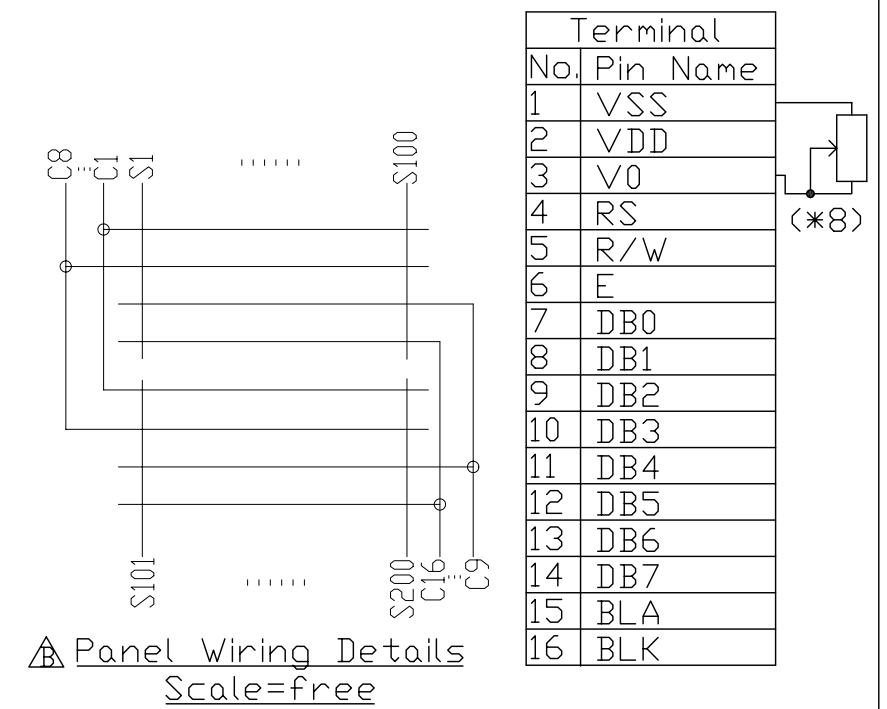 C8
C1
S1
S100
S101
S200
C16
C9
B Panel Wiring Details
Scale=free
Terminal
No. Pin Name
1 VSS
2 VDD
3 V0
4 RS
5 R/W
6 E
7 DB0
8 DB1
9 DB2
10 DB3
11 DB4
12 DB5
13 DB6
14 DB7
15 BLA
16 BLK
(*8)